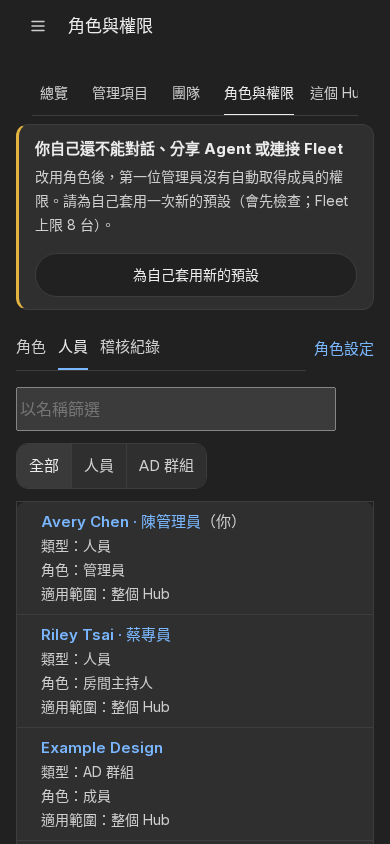 角色與權限
總覽 管理項目 團隊 角色與權限 這個 Hu
你自己還不能對話、分享 Agent 或連接 Fleet
改用角色後，第一位管理員沒有自動取得成員的權
限。請為自己套用一次新的預設（會先檢查；Fleet
上限 8 台）。
為自己套用新的預設
角色 人員 稽核紀錄 角色設定
以名稱篩選
全部 人員 AD 群組
Avery Chen · 陳管理員（你）
類型：人員
角色：管理員
適用範圍：整個 Hub
Riley Tsai · 蔡專員
類型：人員
角色：房間主持人
適用範圍：整個 Hub
Example Design
類型：AD 群組
角色：成員
適用範圍：整個 Hub